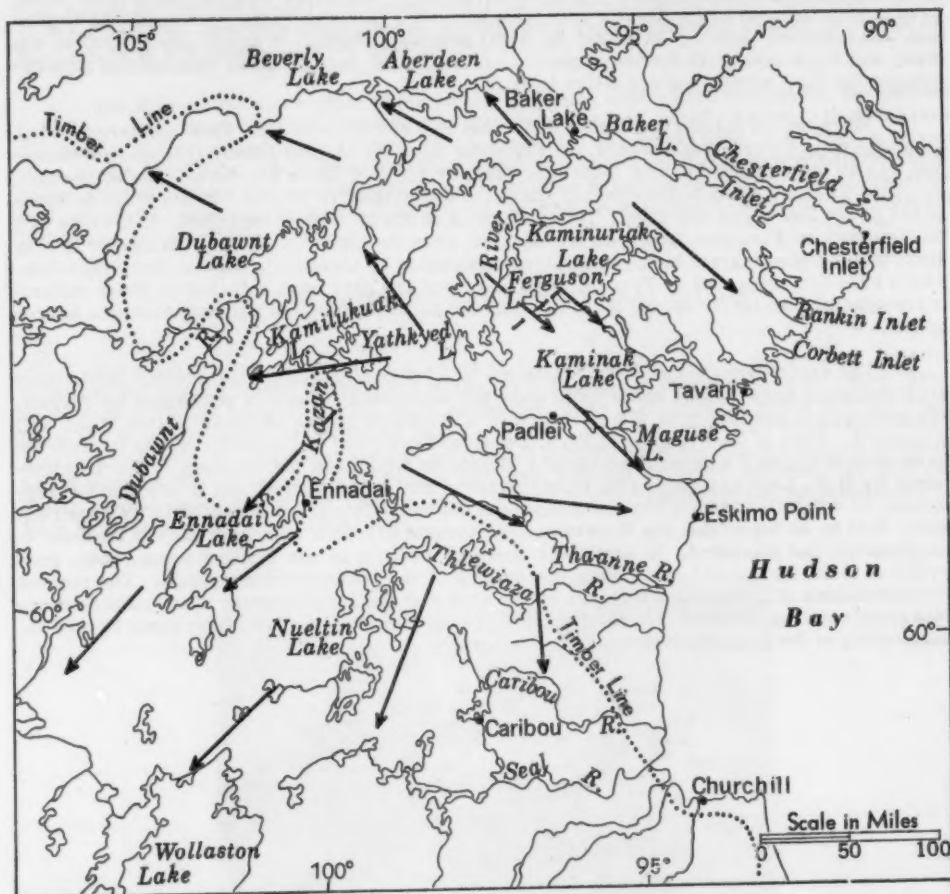 105°
100°
95°
90°
Beverly
Lake
Aberdeen
Lake
Baker
Lake
Baker
L.
Timber Line
Chesterfield
Inlet
Chesterfield
Inlet
Dubawnt
Lake
River
Kaminuriak
Lake
Ferguson
L.
Rankin Inlet
Kamilukuak
L.
Yathkyed
L.
Corbett Inlet
Kaminak
Lake
Tavani
Dubawnt R.
Kazan
Padlei
Maguse
L.
Ennadai
Ennadai
Lake
Eskimo Point
Tha-anne R.
Thlewiaza R.
Hudson
Bay
60°
60°
Nueltin
Lake
Timber Line
Caribou R.
Caribou
Seal R.
Churchill
Scale in Miles
0 50 100
Wollaston
Lake
100°
95°